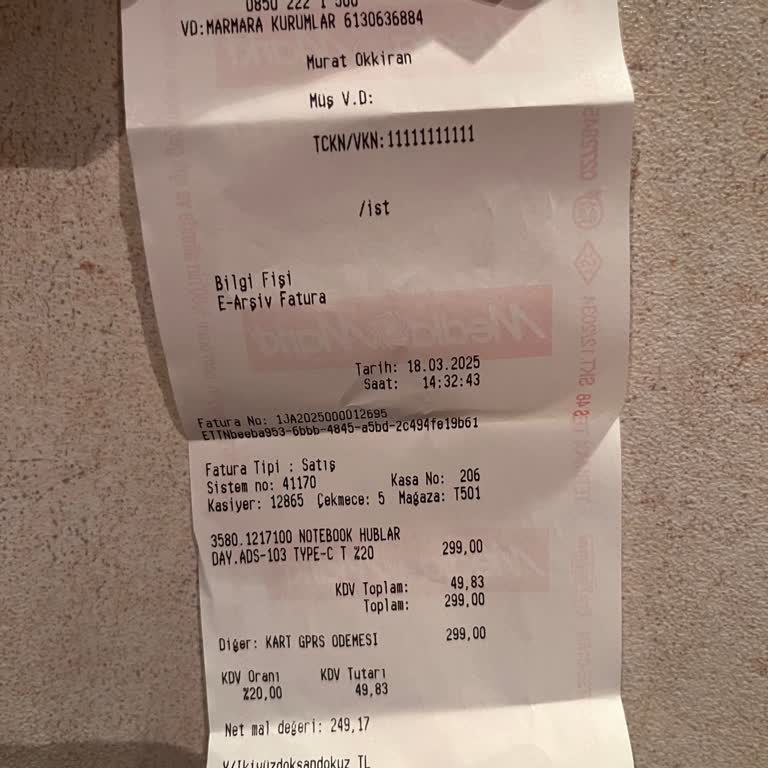 VD:MARMARA KURUMLAR 6130636884
Murat Okkiran
Müş V.D:
TCKN/VKN:11111111111
/ist
Bilgi Fişi
E-Arşiv Fatura
Media Markt
Tarih: 18.03.2025
Saat: 14:32:43
Fatura No: 1JA2025000012695
ETTNbeeba953-6bbb-4845-a5bd-2c494fe19b61
Fatura Tipi : Satış
Sistem no: 41170 Kasa No: 206
Kasiyer: 12865 Çekmece: 5 Mağaza: T501
3580.1217100 NOTEBOOK HUBLAR
DAY.ADS-103 TYPE-C T %20 299,00
KDV Toplam: 49,83
Toplam: 299,00
Diğer: KART GPRS ODEMESI 299,00
KDV Oranı KDV Tutarı
%20,00 49,83
Net mal değeri: 249,17
Y/İkiyüzdoksandokuz TL